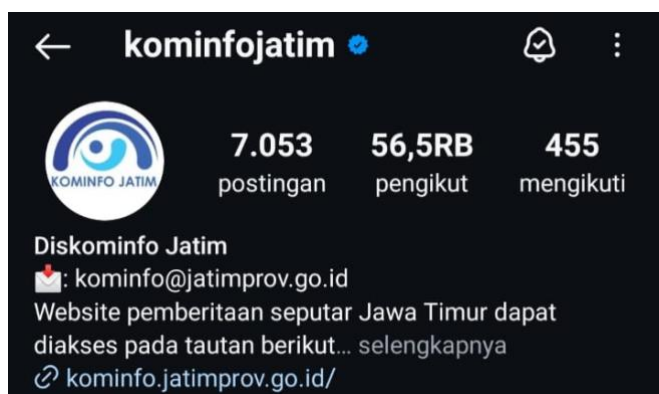 kominfojatim
KOMINFO JATIM
7.053 56,5RB 455
postingan pengikut mengikuti
Diskominfo Jatim
: kominfo@jatimprov.go.id
Website pemberitaan seputar Jawa Timur dapat
diakses pada tautan berikut... selengkapnya
kominfo.jatimprov.go.id/